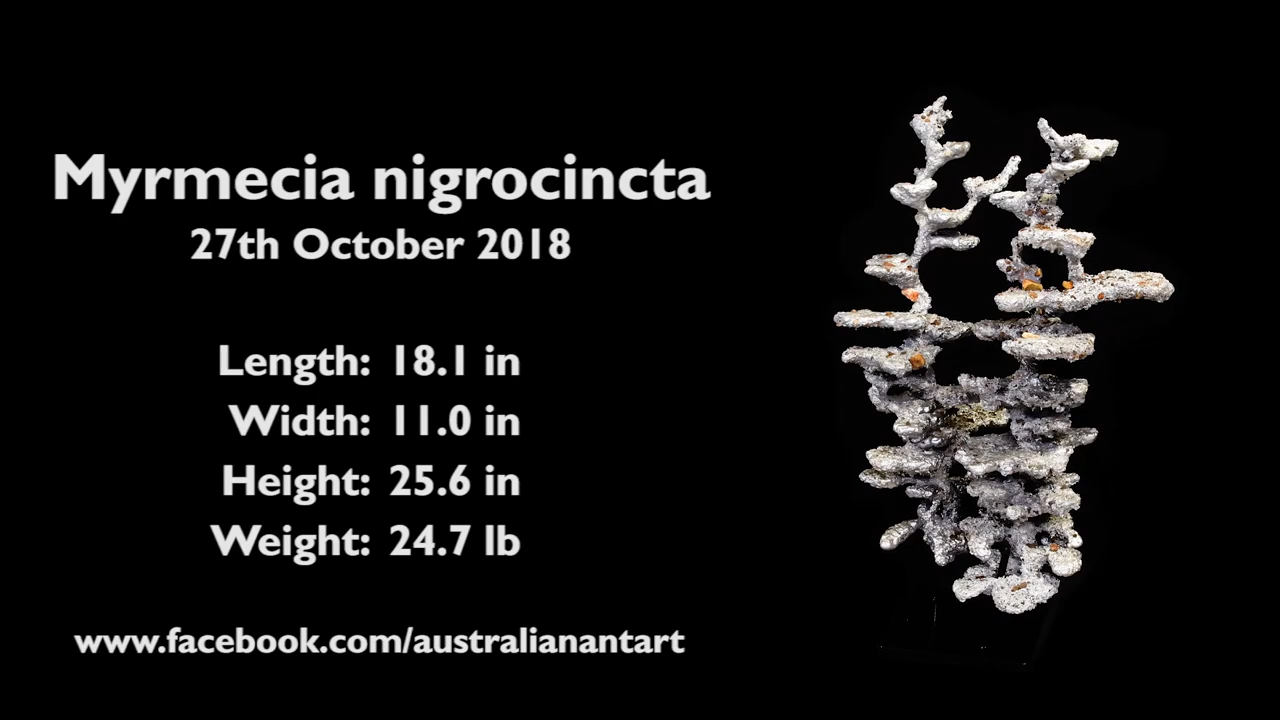 Myrmecia nigrocincta
27th October 2018
Length: 18.1 in
Width: 11.0 in
Height: 25.6 in
Weight: 24.7 lb
www.facebook.com/australianantart